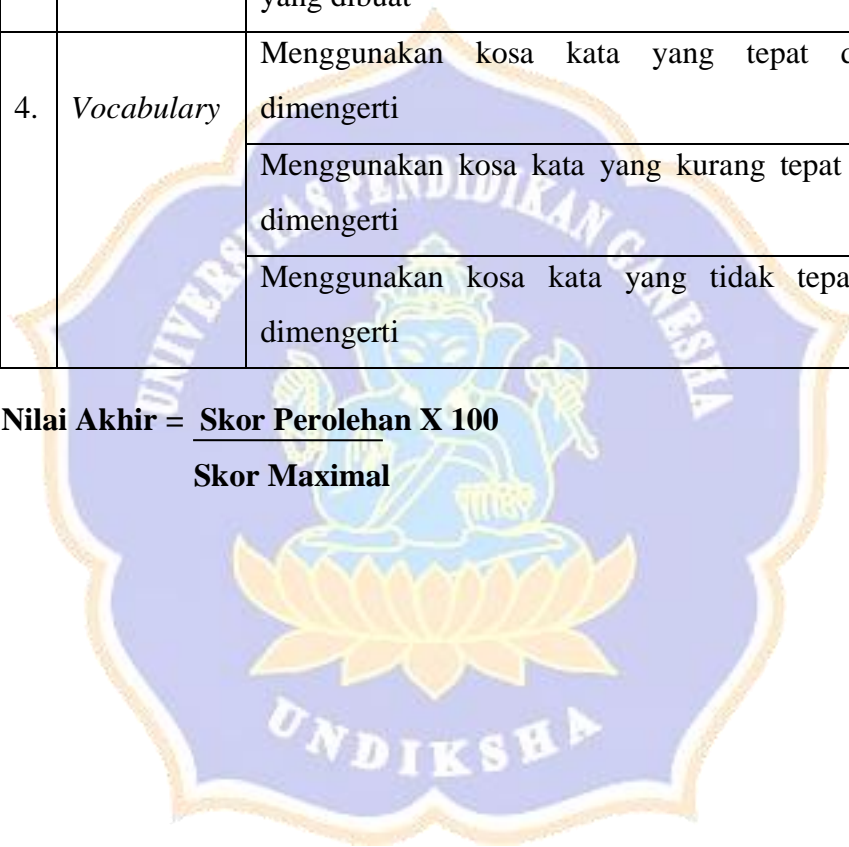 yang dibuat
4. Vocabulary Menggunakan kosa kata yang tepat
dimengerti
Menggunakan kosa kata yang kurang tepat
dimengerti
Menggunakan kosa kata yang tidak
dimengerti
Nilai Akhir = Skor Perolehan X 100
Skor Maximal
UNIVERSITAS PENDIDIKAN GANESHA
UNDIKSHA